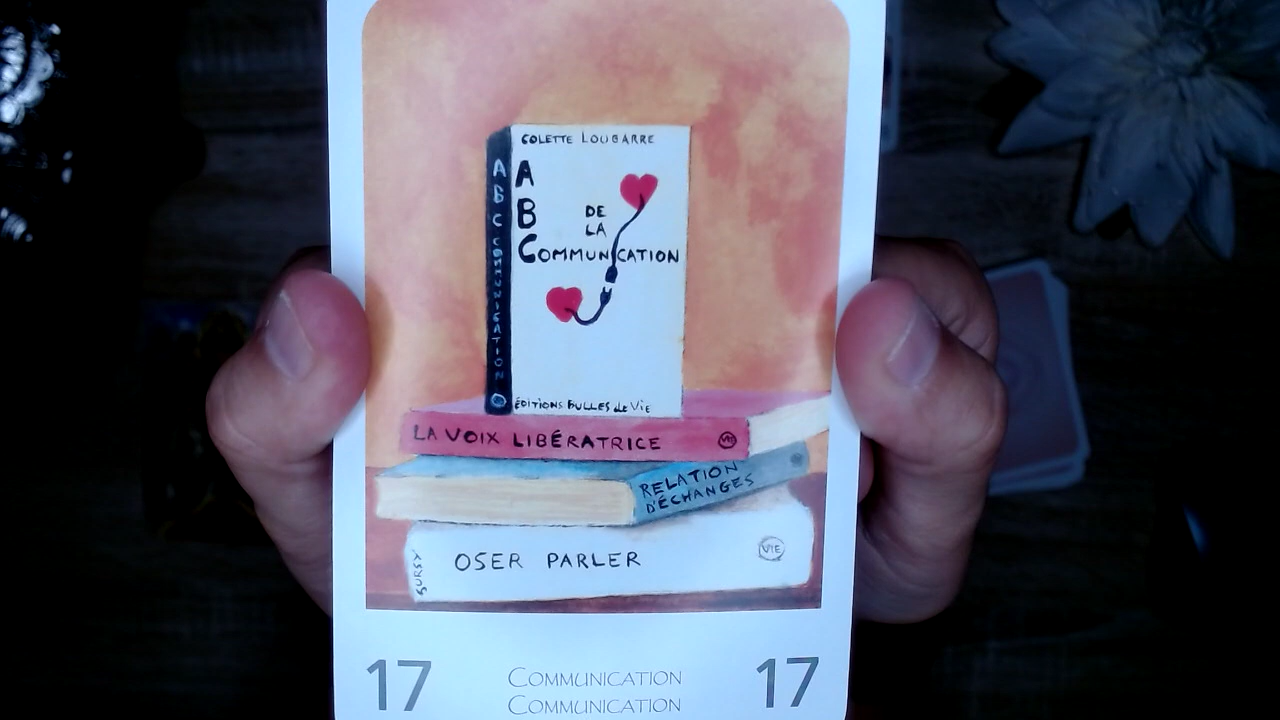 COLETTE LOUBARRE
A
B
DE
LA
COMMUNICATION
ABC COMMUNICATION
ÉDITIONS BULLES de VIE
LA VOIX LIBÉRATRICE VIE
RELATION
D'ÉCHANGES
OSER PARLER VIE
GURSY
17 17
COMMUNICATION
COMMUNICATION